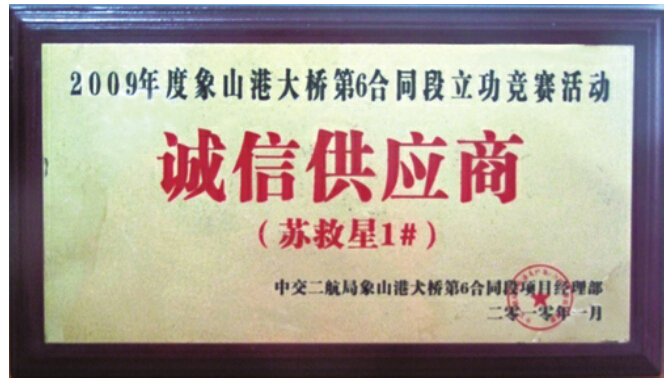 2009年度象山港大桥第6合同段立功竞赛活动
诚信供应商
(苏救星1#)
中交二航局象山港大桥第6合同段项目经理部
二零一零年一月